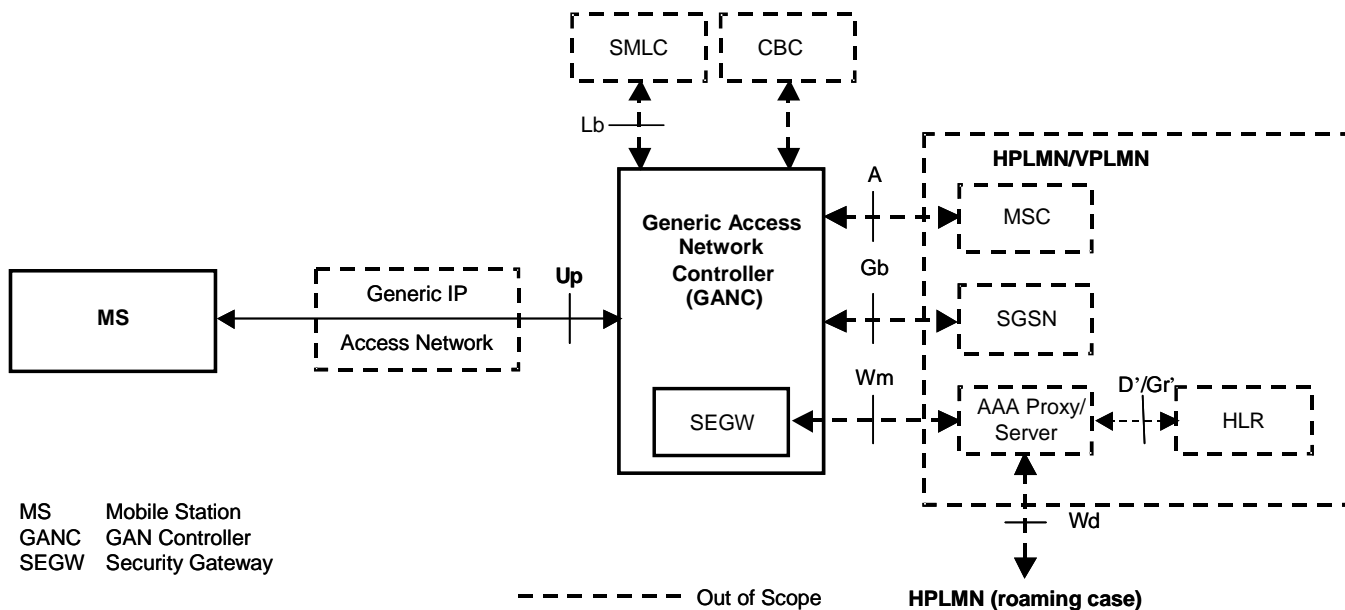 SMLC
CBC
Lb
HPLMN/VPLMN
A
MSC
Generic Access
Network
Controller
(GANC)
Gb
Up
Generic IP
MS
SGSN
Access Network
Wm
D’/Gr’
SEGW
AAA Proxy/
Server
HLR
MS Mobile Station
GANC GAN Controller
SEGW Security Gateway
Wd
Out of Scope
HPLMN (roaming case)